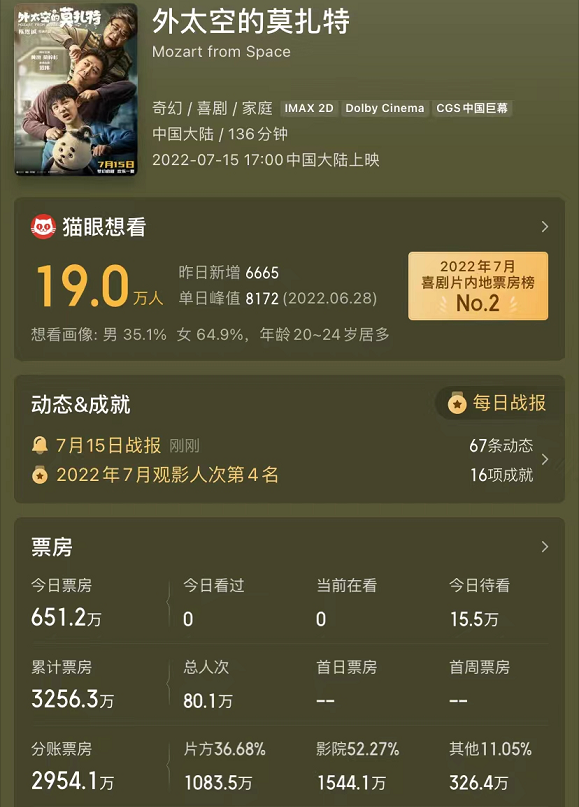 外太空的莫扎特
7月15日
外太空的莫扎特
Mozart from Space
奇幻 / 喜剧 / 家庭 IMAX 2D Dolby Cinema CGS中国巨幕
中国大陆 / 136分钟
2022-07-15 17:00中国大陆上映
猫眼想看
19.0万人
昨日新增 6665
单日峰值 8172 (2022.06.28)
2022年7月
喜剧片内地票房榜
No.2
想看画像: 男 35.1% 女 64.9%，年龄20~24岁居多
动态&成就
每日战报
7月15日战报 刚刚
67条动态
2022年7月观影人次第4名
16项成就
票房
今日票房 今日看过 当前在看 今日待看
651.2万 0 0 15.5万
累计票房 总人次 首日票房 首周票房
3256.3万 80.1万 -- --
分账票房 片方36.68% 影院52.27% 其他11.05%
2954.1万 1083.5万 1544.1万 326.4万